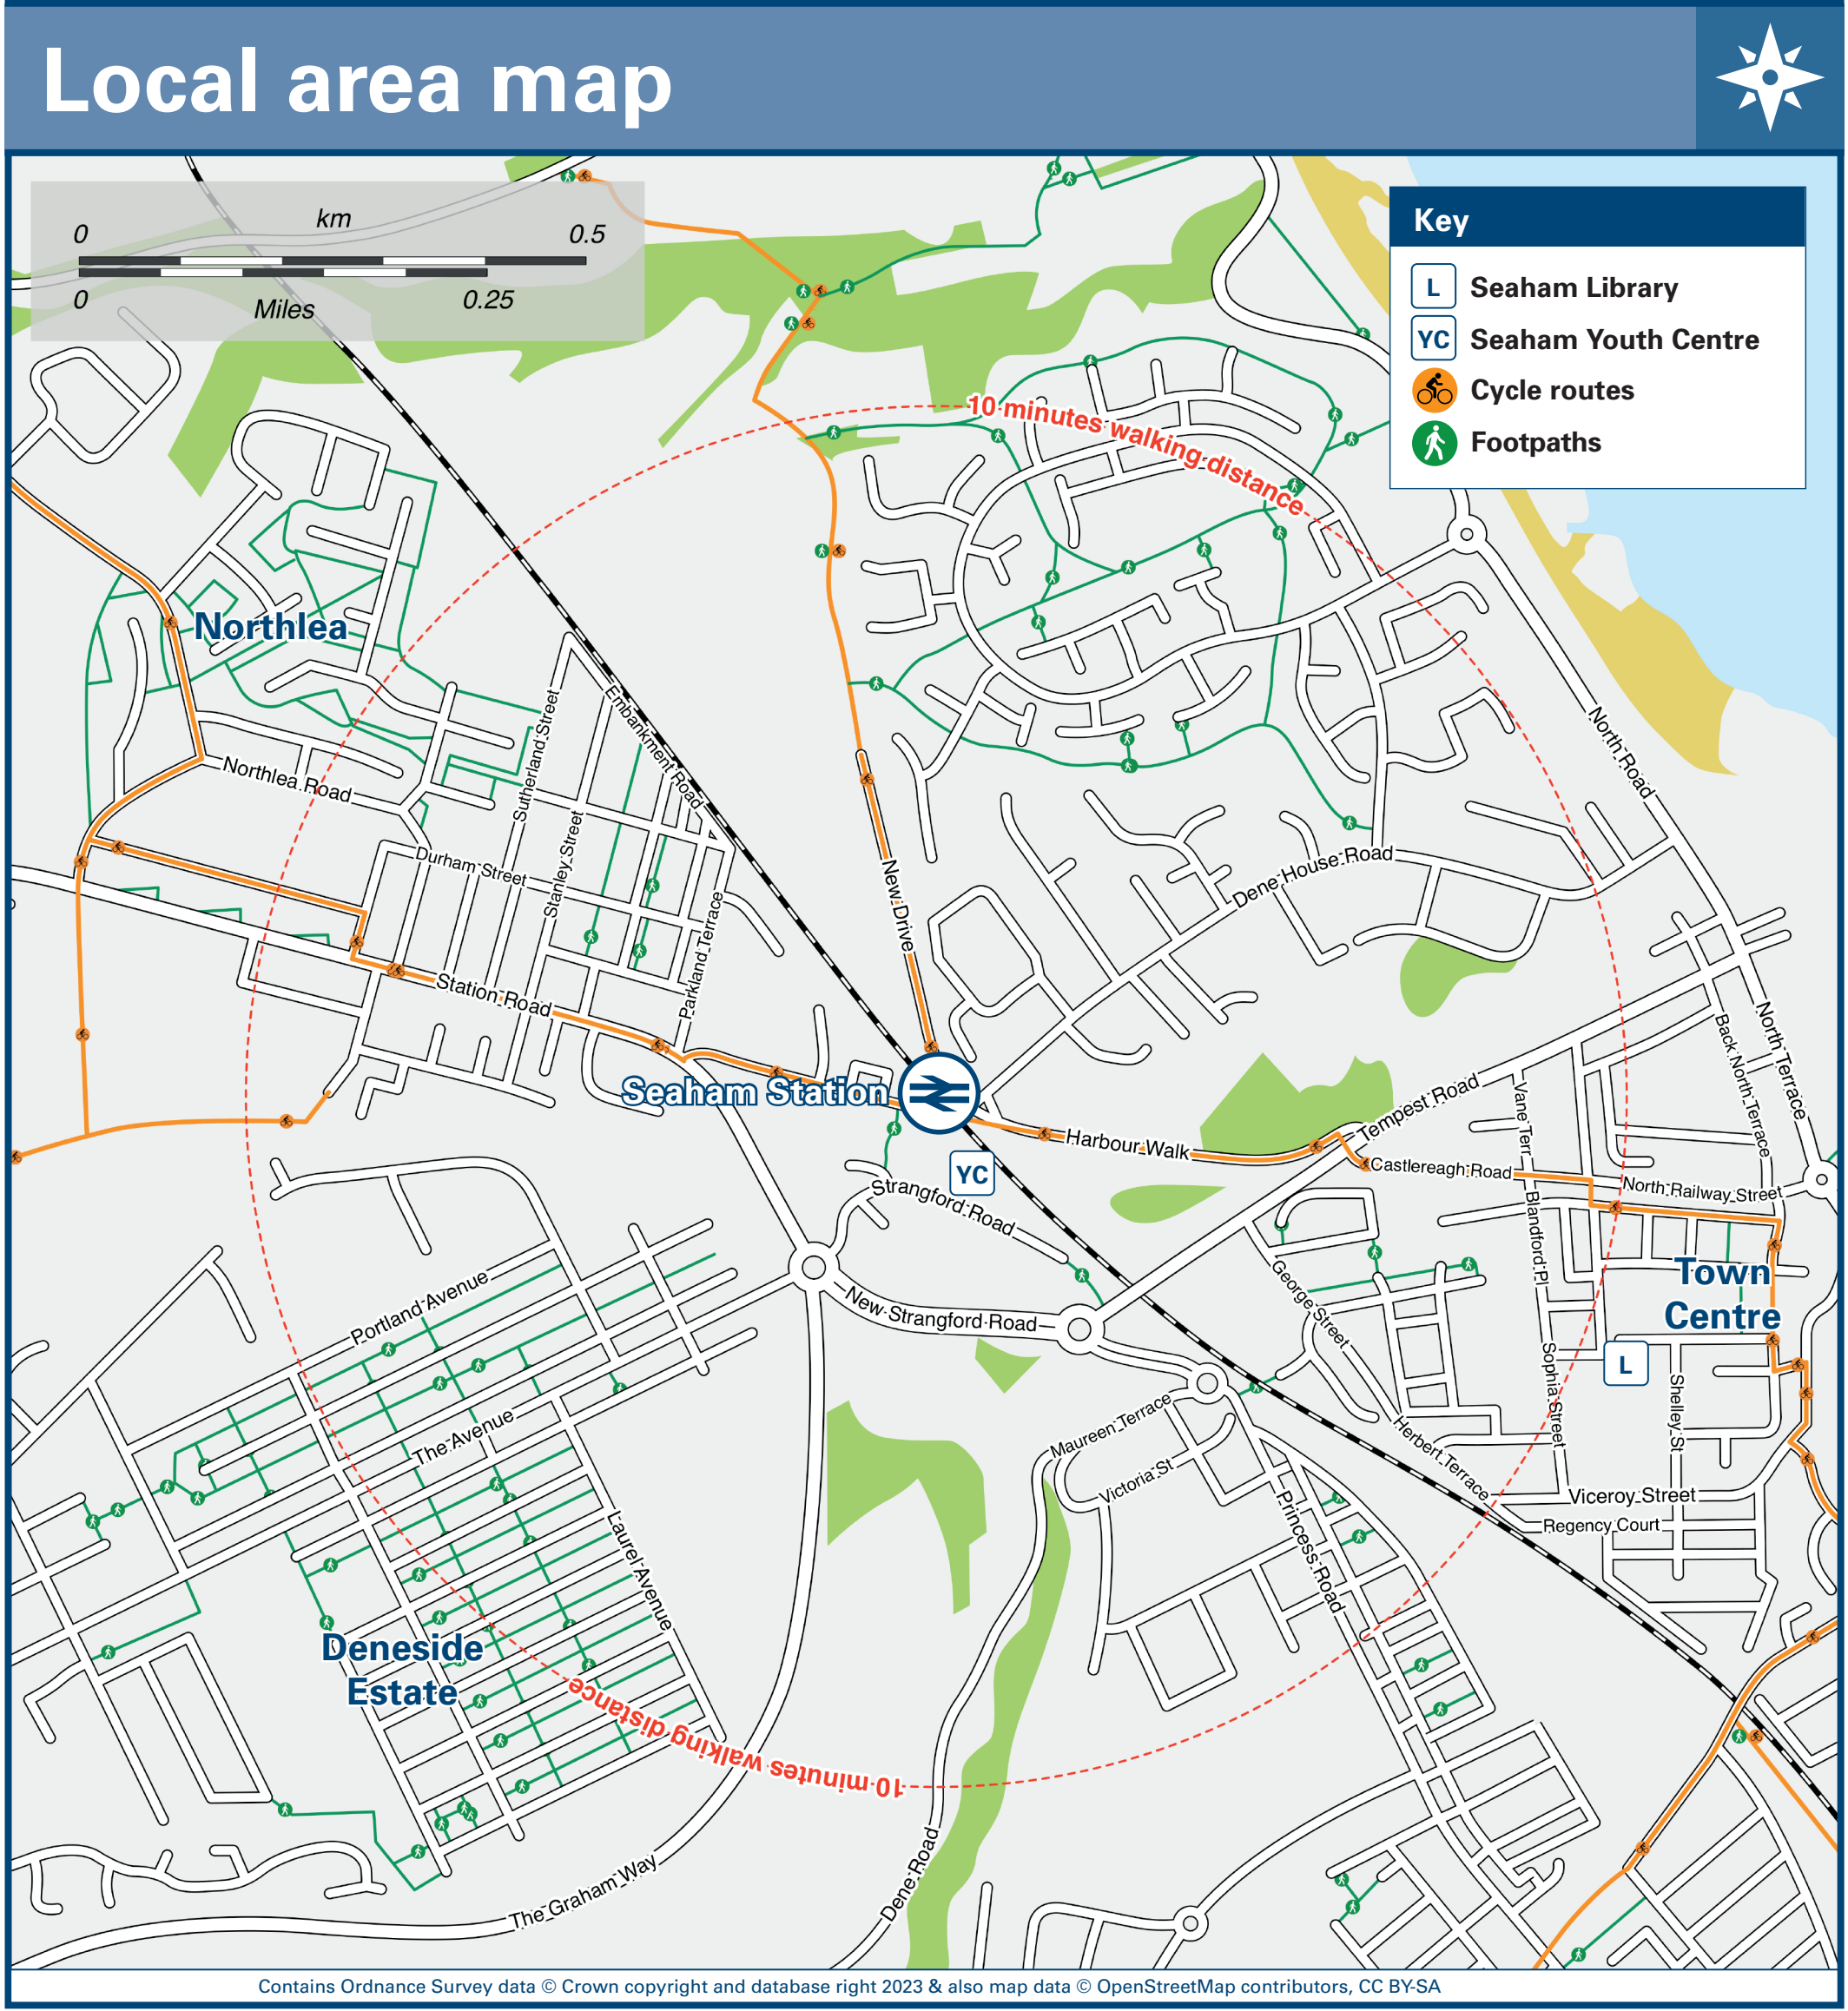 Local area map
km
0
0.5
0
0.25
Miles
Key
L
Seaham Library
YC
Seaham Youth Centre
Cycle routes
Footpaths
10 minutes walking distance
Northlea
Embankment Road
Sutherland Street
North Road
Northlea Road
Stanley Street
Durham Street
New Drive
Dene House Road
Parkland Terrace
Station Road
North Terrace
Back North Terrace
Seaham Station
Tempest Road
Vane Terr
Harbour Walk
Castlereagh Road
YC
Strangford Road
North Railway Street
Blandford Pl
Town
Centre
George Street
Portland Avenue
New Strangford Road
L
Sophia Street
Shelley St
Maureen Terrace
The Avenue
Herbert Terrace
Victoria St
Viceroy Street
Regency Court
Princess Road
Laurel Avenue
Deneside
Estate
10 minutes walking distance
The Graham Way
Dene Road
Contains Ordnance Survey data © Crown copyright and database right 2023 & also map data © OpenStreetMap contributors, CC BY-SA